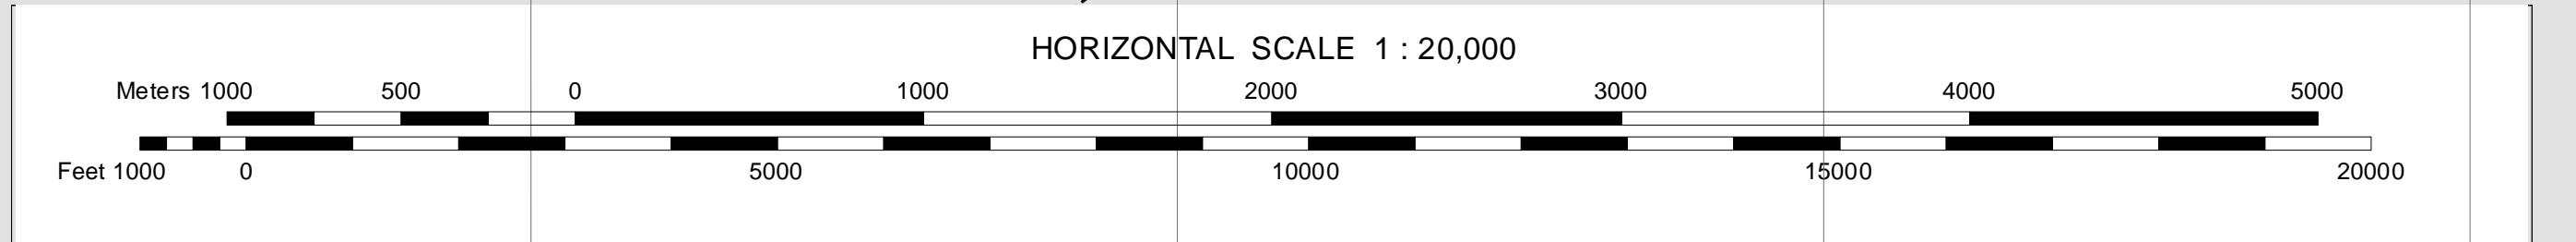 HORIZONTAL SCALE 1 : 20,000
Meters 1000 500 0 1000 2000 3000 4000 5000
Feet 1000 0 5000 10000 15000 20000